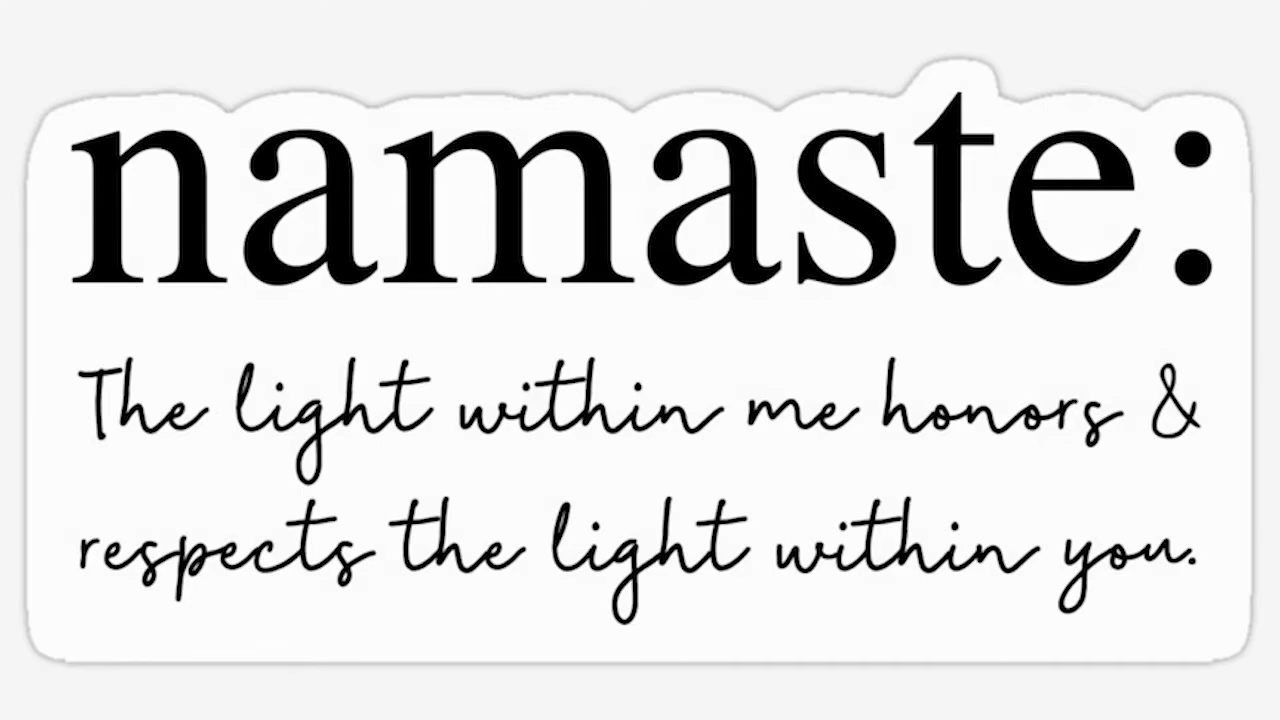 namaste:
The light within me honors &
respects the light within you.